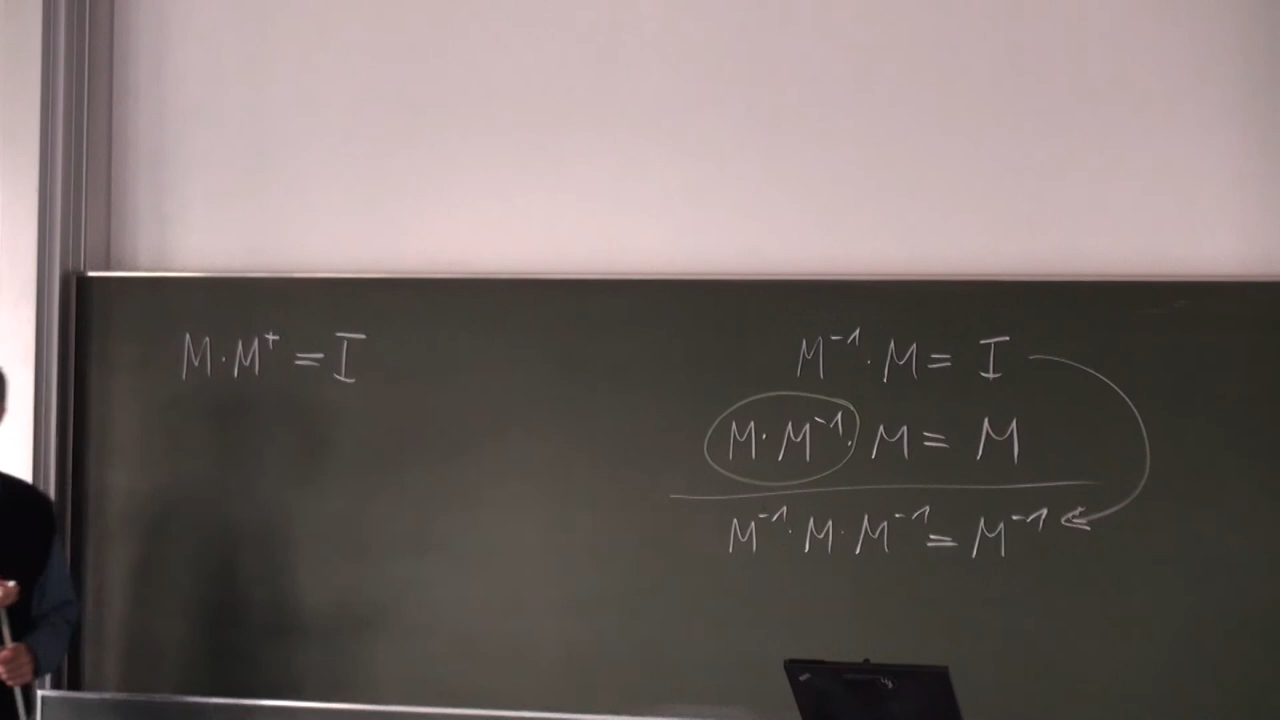 M · M⁺ = I
M⁻¹ · M = I
M · M⁻¹ · M = M
M⁻¹ · M · M⁻¹ = M⁻¹